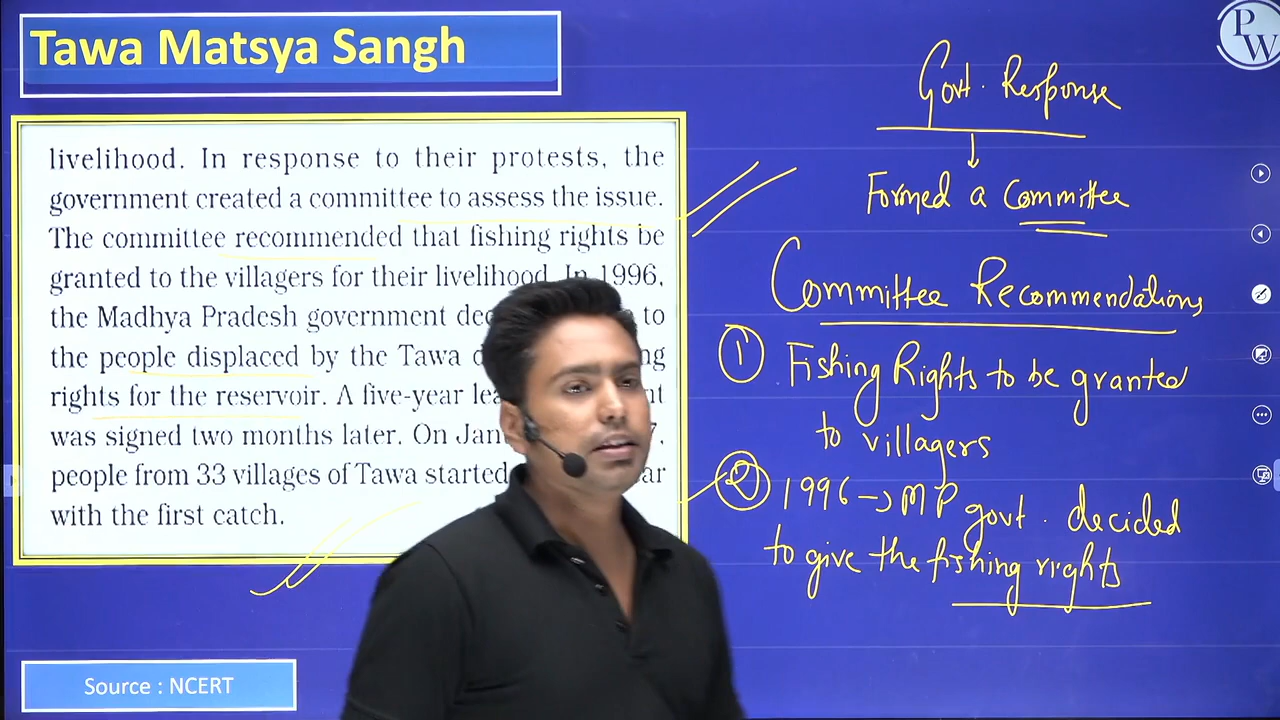 Tawa Matsya Sangh
PW
livelihood. In response to their protests, the
government created a committee to assess the issue.
The committee recommended that fishing rights be
granted to the villagers for their livelihood. In 1996,
the Madhya Pradesh government to
the people displaced by the Tawa
rights for the reservoir. A five-year
was signed two months later. On
people from 33 villages of Tawa started
with the first catch.
Source : NCERT
Govt. Response
Formed a Committee
Committee Recommendations
1 Fishing Rights to be granted
to villagers
2 1996 → MP govt. decided
to give the fishing rights